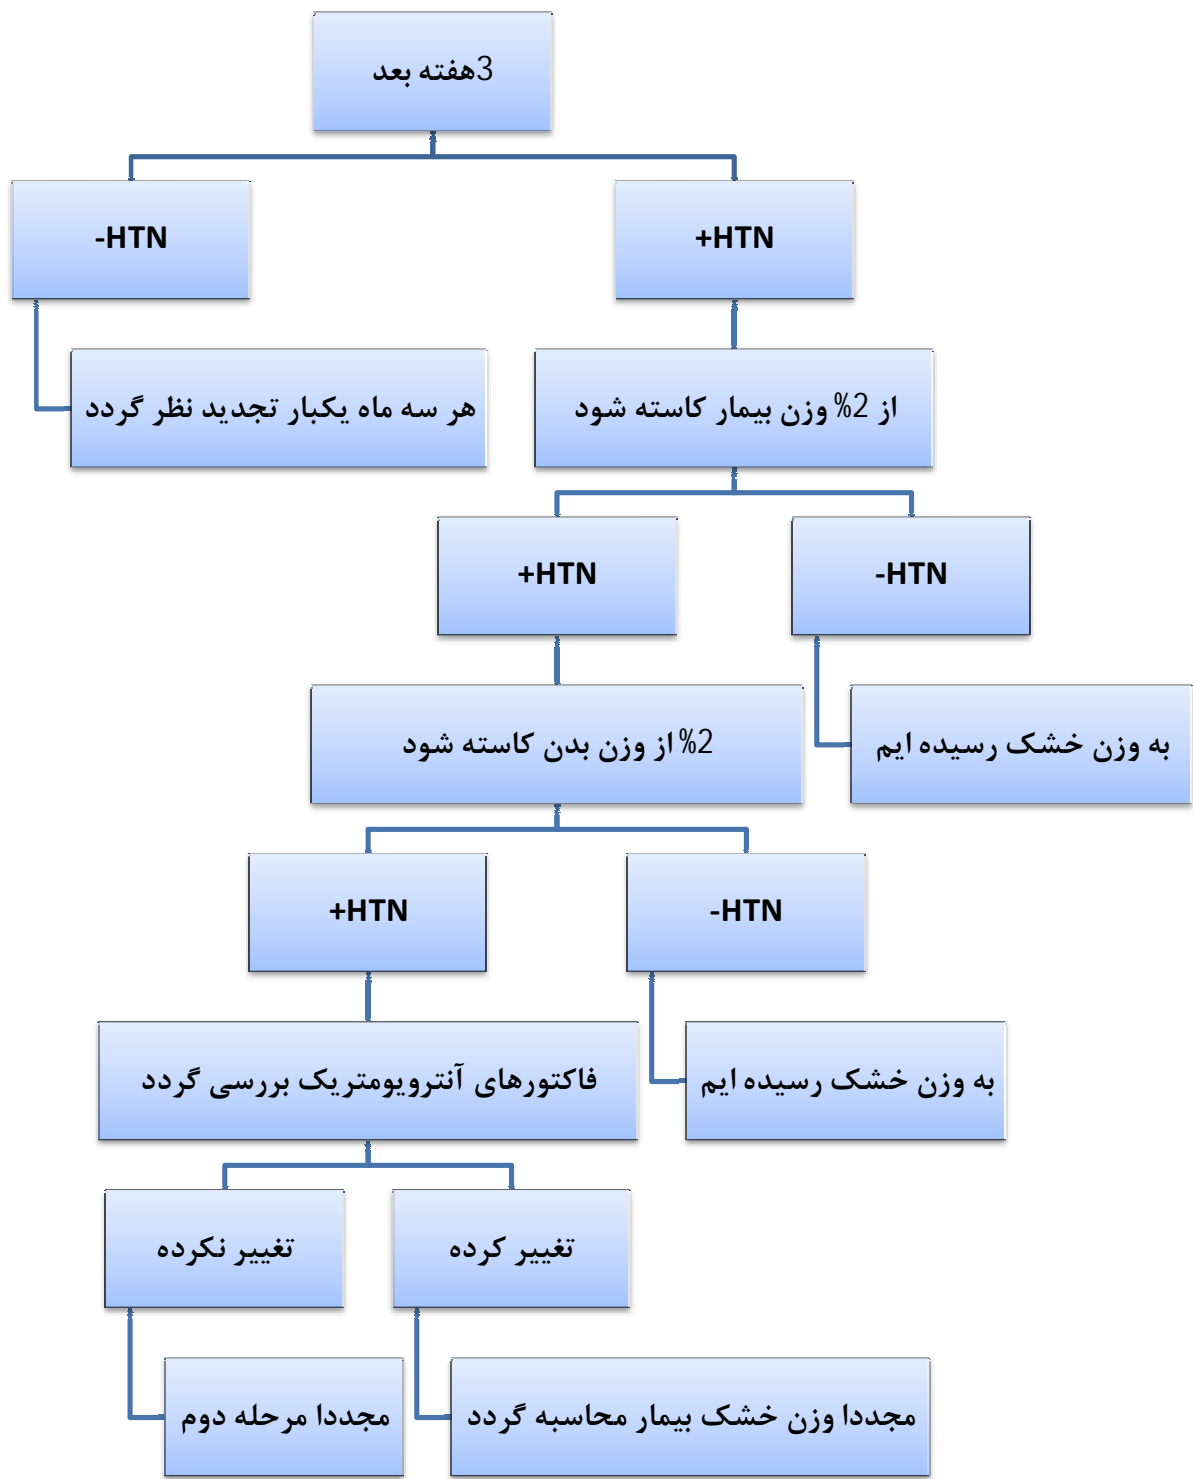 3هفته بعد
+HTN
-HTN
از 2% وزن بیمار کاسته شود
هر سه ماه یکبار تجدید نظر گردد
-HTN
+HTN
به وزن خشک رسیده ایم
2% از وزن بدن کاسته شود
-HTN
+HTN
به وزن خشک رسیده ایم
فاکتورهای آنترویومتریک بررسی گردد
تغییر کرده
تغییر نکرده
مجددا وزن خشک بیمار محاسبه گردد
مجددا مرحله دوم